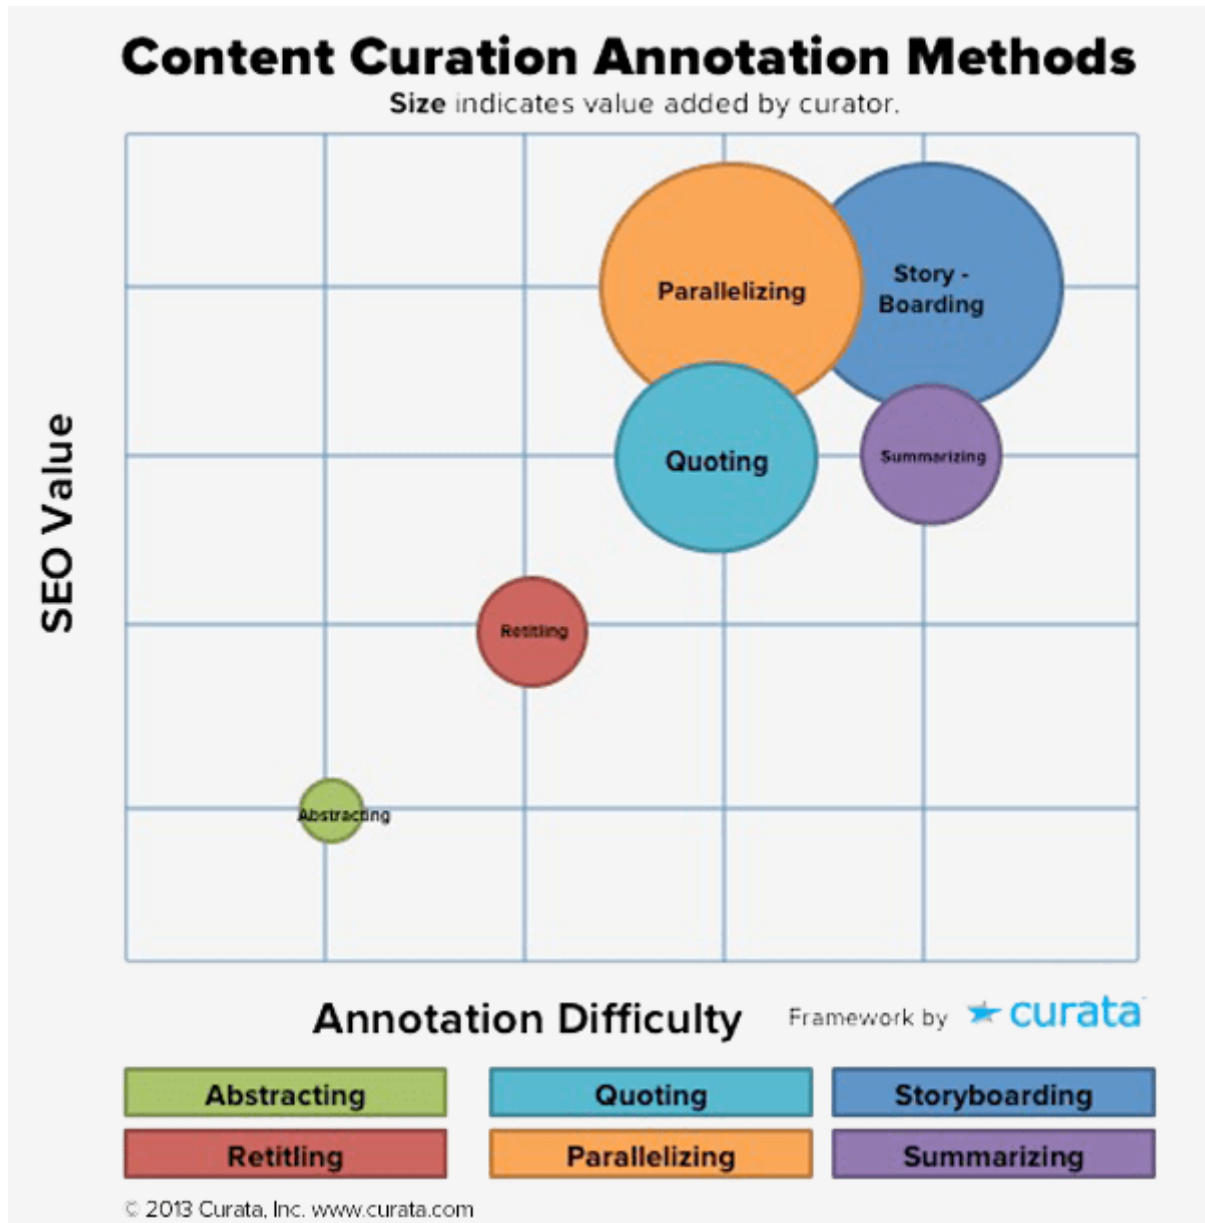 Content Curation Annotation Methods
Size indicates value added by curator.
Parallelizing
Story -
Boarding
Quoting
Summarizing
Retitling
Abstracting
SEO Value
Annotation Difficulty
Framework by curata
Abstracting
Quoting
Storyboarding
Retitling
Parallelizing
Summarizing
© 2013 Curata, Inc. www.curata.com